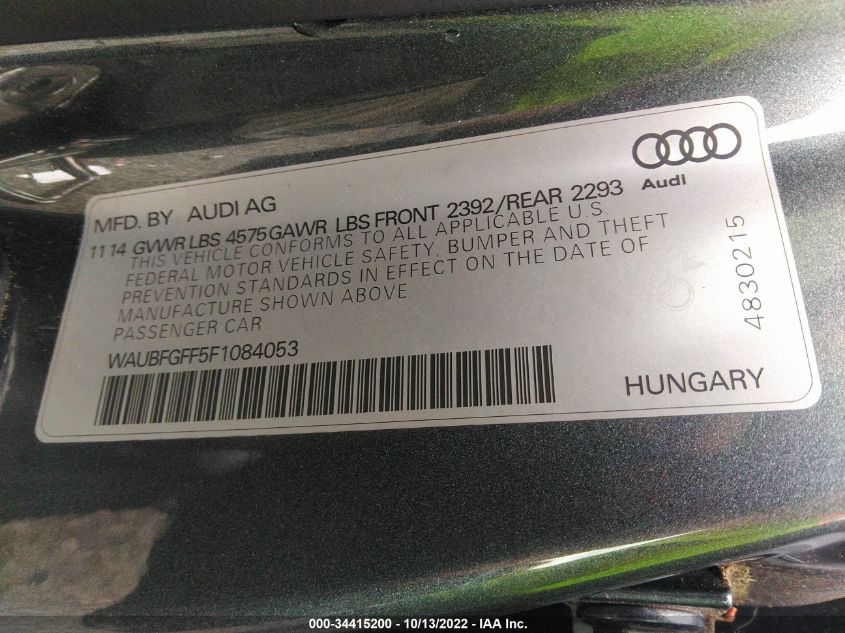 MFD. BY AUDI AG
11 14 GVWR LBS 4575 GAWR LBS FRONT 2392/REAR 2293
THIS VEHICLE CONFORMS TO ALL APPLICABLE U.S.
FEDERAL MOTOR VEHICLE SAFETY, BUMPER AND THEFT
PREVENTION STANDARDS IN EFFECT ON THE DATE OF
MANUFACTURE SHOWN ABOVE
PASSENGER CAR
WAUBFGFF5F1084053
Audi
4830215
HUNGARY
000-34415200 - 10/13/2022 - IAA Inc.